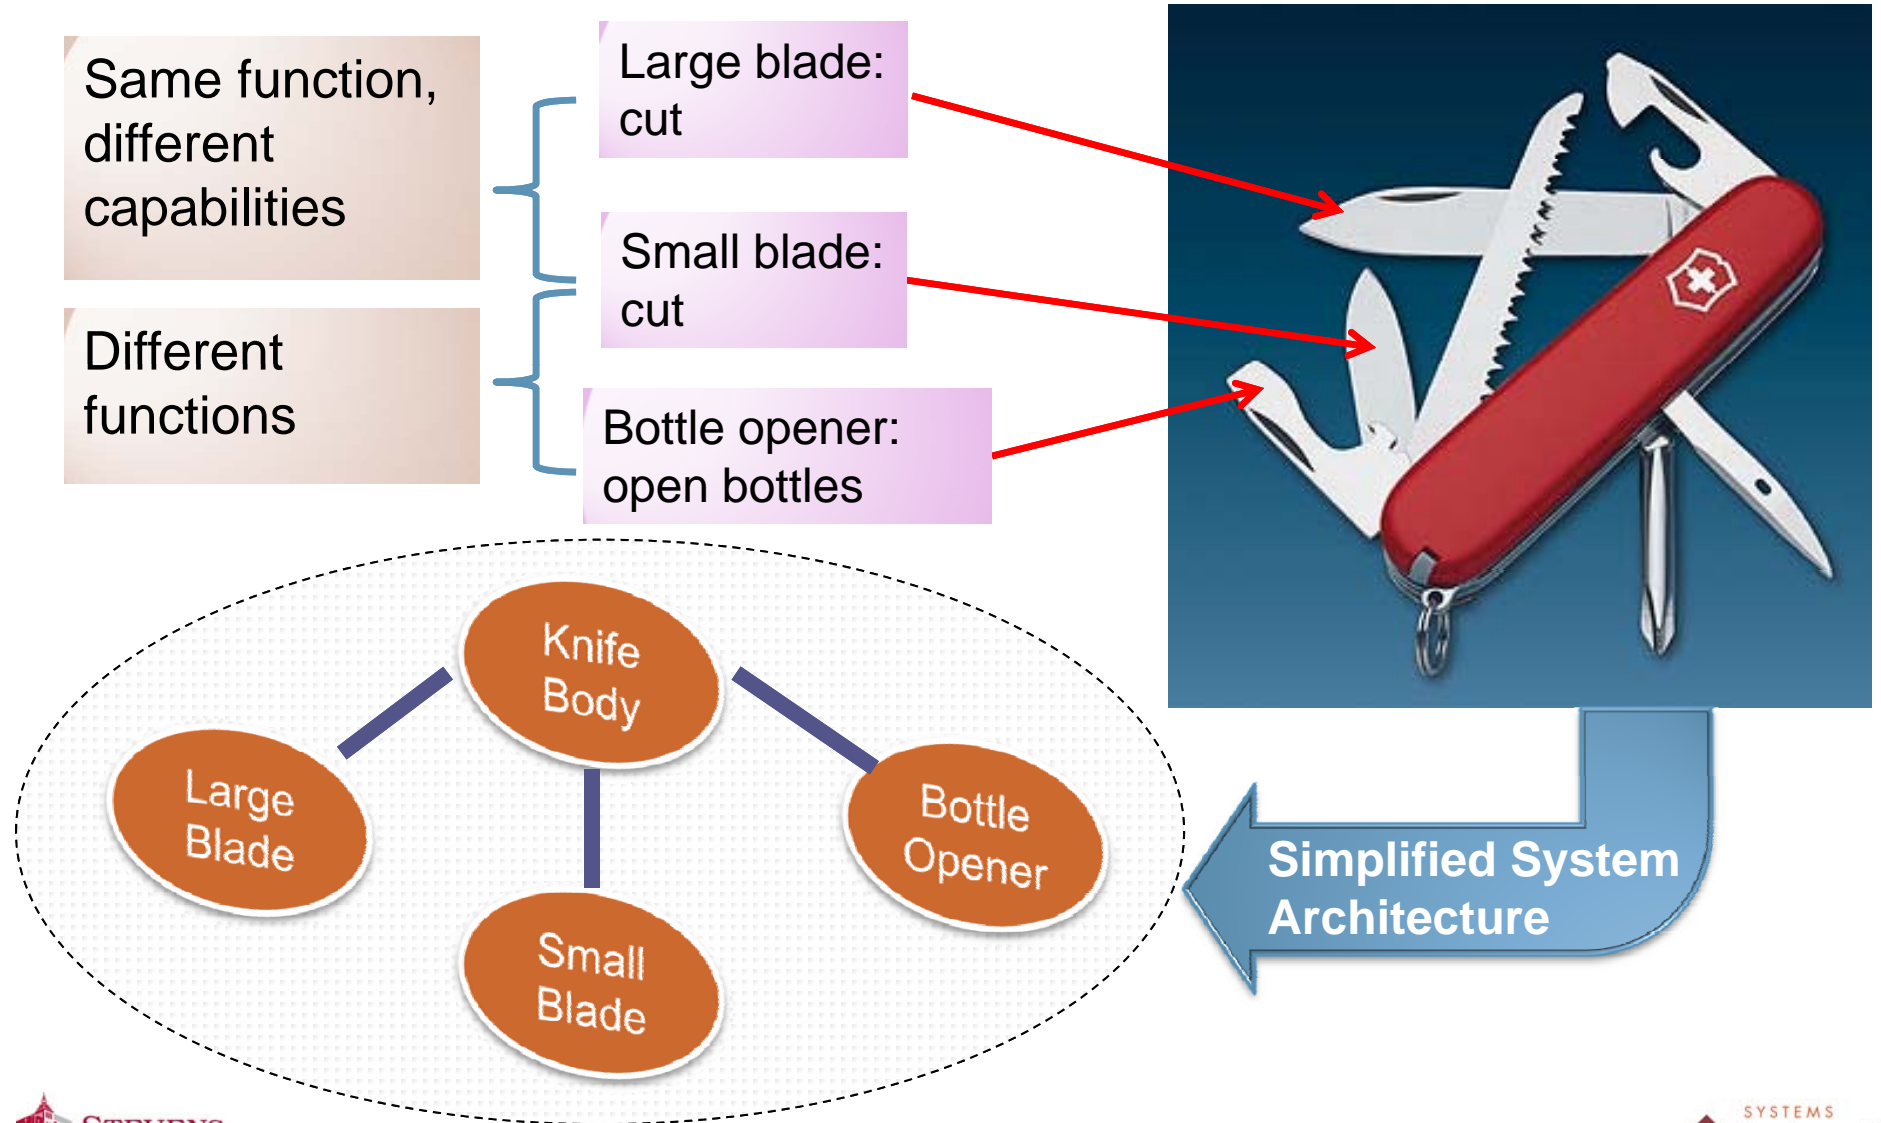 Same function,
different
capabilities
Different
functions
Large blade:
cut
Small blade:
cut
Bottle opener:
open bottles
Knife
Body
Large
Blade
Small
Blade
Bottle
Opener
Simplified System
Architecture
STEVENS
SYSTEMS